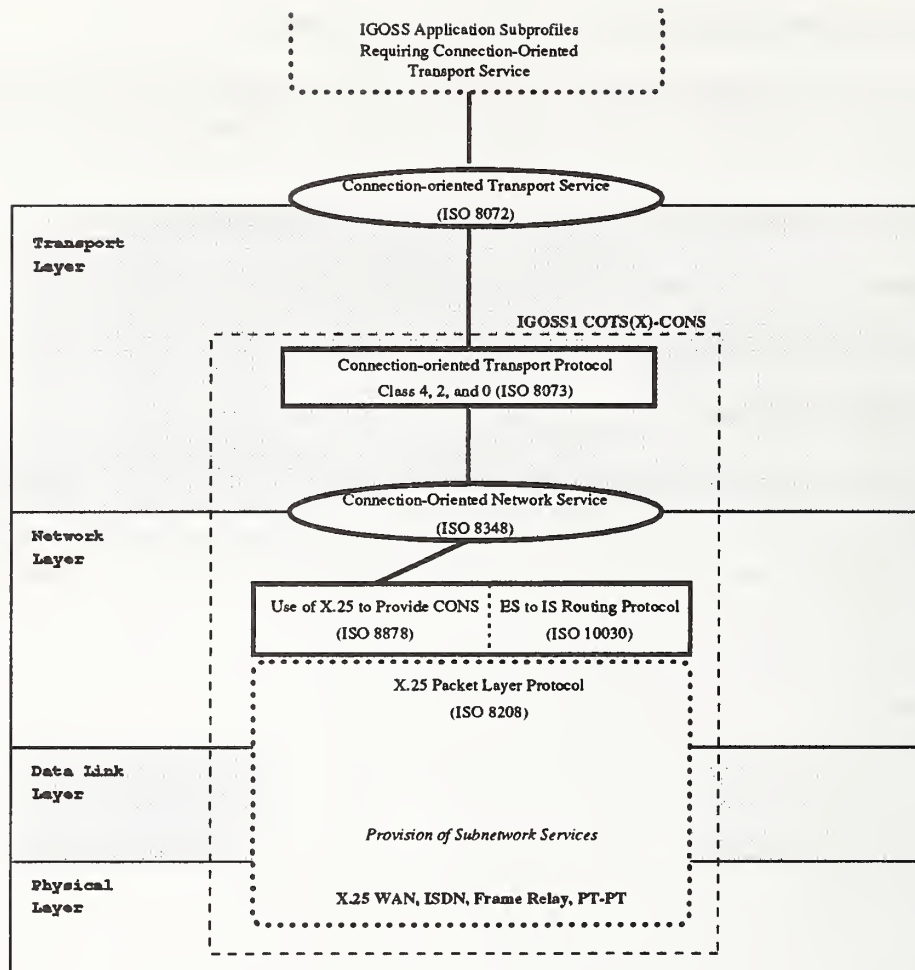 IGOSS Application Subprofiles
Requiring Connection-Oriented
Transport Service
Connection-oriented Transport Service
(ISO 8072)
Transport
Layer
IGOSS1 COTS(X)-CONS
Connection-oriented Transport Protocol
Class 4, 2, and 0 (ISO 8073)
Connection-Oriented Network Service
(ISO 8348)
Network
Layer
Use of X.25 to Provide CONS
(ISO 8878)
ES to IS Routing Protocol
(ISO 10030)
X.25 Packet Layer Protocol
(ISO 8208)
Data Link
Layer
Provision of Subnetwork Services
Physical
Layer
X.25 WAN, ISDN, Frame Relay, PT-PT